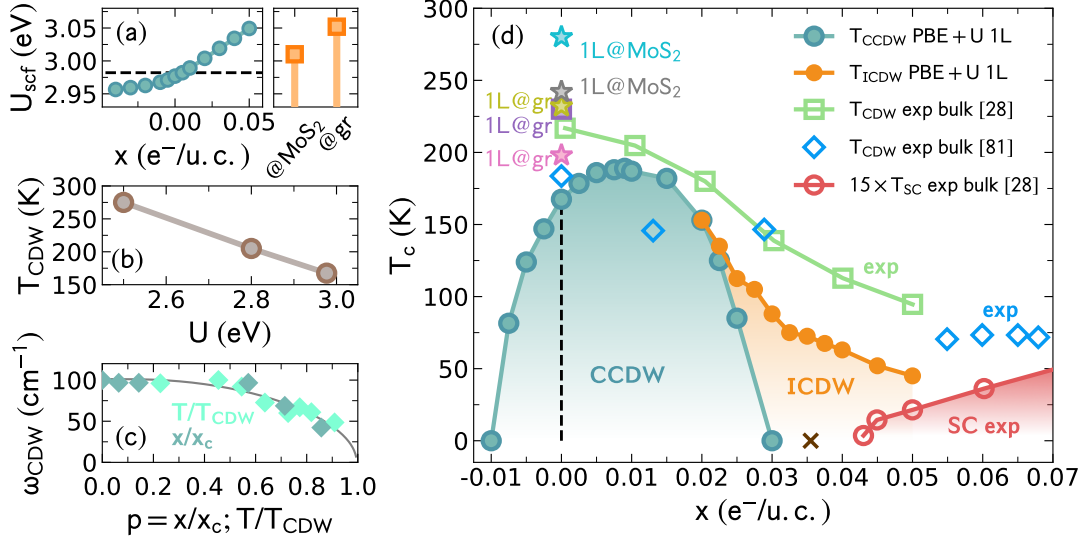 (a)
U_scf (eV)
3.05
3.00
2.95
0.00
0.05
x (e⁻/u. c.)
@MoS₂
@gr
(b)
T_CDW (K)
300
250
200
150
2.6
2.8
3.0
U (eV)
(c)
ω_CDW (cm⁻¹)
100
50
0
T/T_CDW
x/x_c
0.0 0.2 0.4 0.6 0.8 1.0
p = x/x_c; T/T_CDW
(d)
T_c (K)
300
250
200
150
100
50
0
1L@MoS₂
1L@MoS₂
1L@gr
1L@gr
1L@gr
T_CCDW PBE + U 1L
T_ICDW PBE + U 1L
T_CDW exp bulk [28]
T_CDW exp bulk [81]
15 × T_SC exp bulk [28]
exp
exp
CCDW
ICDW
SC exp
-0.01 0.00 0.01 0.02 0.03 0.04 0.05 0.06 0.07
x (e⁻/u. c.)